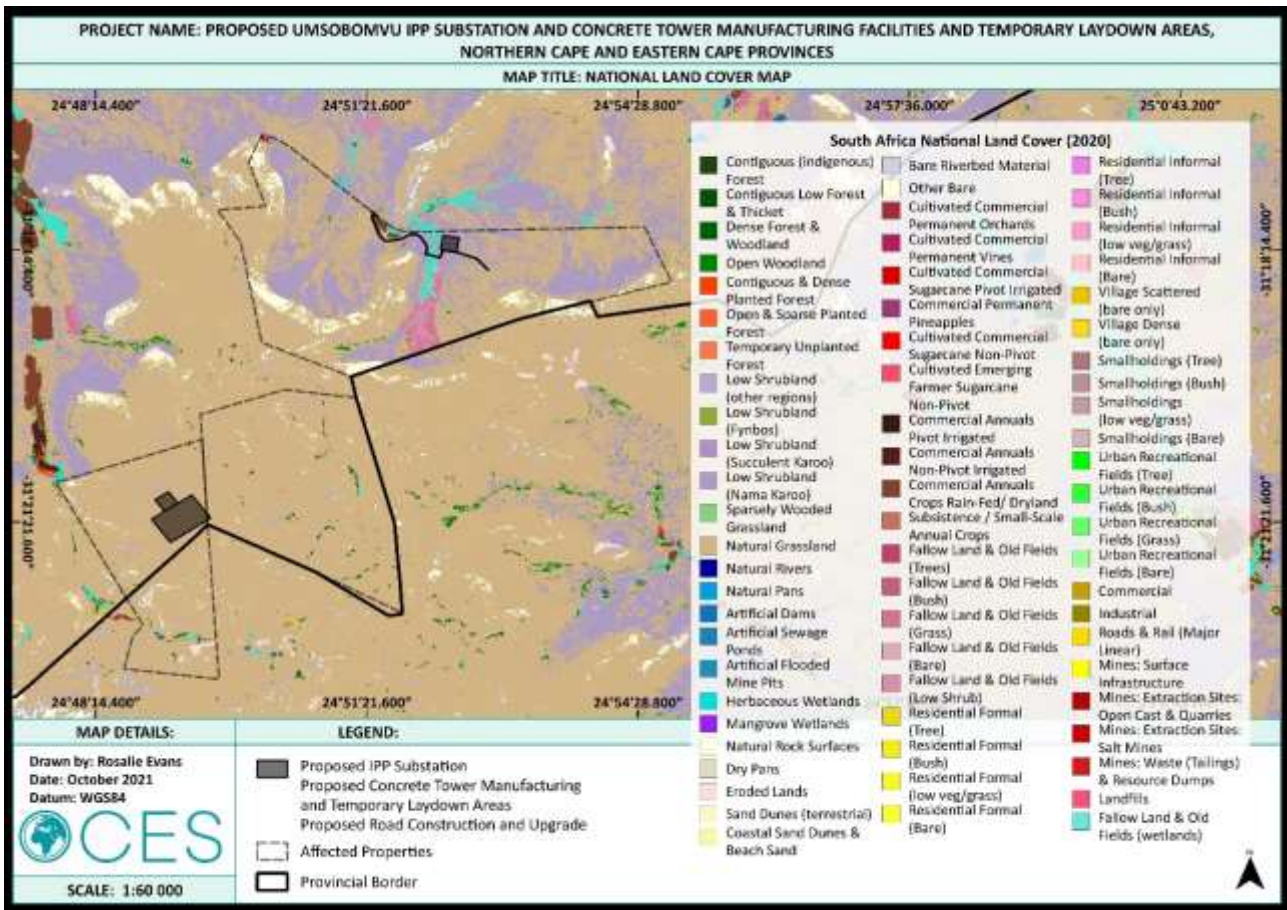 PROJECT NAME: PROPOSED UMSOBOMVU IPP SUBSTATION AND CONCRETE TOWER MANUFACTURING FACILITIES AND TEMPORARY LAYDOWN AREAS,
NORTHERN CAPE AND EASTERN CAPE PROVINCES
MAP TITLE: NATIONAL LAND COVER MAP
24°48'14.400"
24°51'21.600"
24°54'28.800"
24°57'36.000"
25°0'43.200"
-31°18'14.400"
-31°21'21.600"
South Africa National Land Cover (2020)
Contiguous (indigenous)
Forest
Contiguous Low Forest
& Thicket
Dense Forest &
Woodland
Open Woodland
Contiguous & Dense
Planted Forest
Open & Sparse Planted
Forest
Temporary Unplanted
Forest
Low Shrubland
(other regions)
Low Shrubland
(Fynbos)
Low Shrubland
(Succulent Karoo)
Low Shrubland
(Nama Karoo)
Sparsely Wooded
Grassland
Natural Grassland
Natural Rivers
Natural Pans
Artificial Dams
Artificial Sewage
Ponds
Artificial Flooded
Mine Pits
Herbaceous Wetlands
Mangrove Wetlands
Natural Rock Surfaces
Dry Pans
Eroded Lands
Sand Dunes (terrestrial)
Coastal Sand Dunes &
Beach Sand
Bare Riverbed Material
Other Bare
Cultivated Commercial
Permanent Orchards
Cultivated Commercial
Permanent Vines
Cultivated Commercial
Sugarcane Pivot Irrigated
Commercial Permanent
Pineapples
Cultivated Commercial
Sugarcane Non-Pivot
Cultivated Emerging
Farmer Sugarcane
Non-Pivot
Commercial Annuals
Pivot Irrigated
Commercial Annuals
Non-Pivot Irrigated
Commercial Annuals
Crops Rain-Fed/ Dryland
Subsistence / Small-Scale
Annual Crops
Fallow Land & Old Fields
(Trees)
Fallow Land & Old Fields
(Bush)
Fallow Land & Old Fields
(Grass)
Fallow Land & Old Fields
(Bare)
Fallow Land & Old Fields
(Low Shrub)
Residential Formal
(Tree)
Residential Formal
(Bush)
Residential Formal
(low veg/grass)
Residential Formal
(Bare)
Residential Informal
(Tree)
Residential Informal
(Bush)
Residential Informal
(low veg/grass)
Residential Informal
(Bare)
Village Scattered
(bare only)
Village Dense
(bare only)
Smallholdings (Tree)
Smallholdings (Bush)
Smallholdings
(low veg/grass)
Smallholdings (Bare)
Urban Recreational
Fields (Tree)
Urban Recreational
Fields (Bush)
Urban Recreational
Fields (Grass)
Urban Recreational
Fields (Bare)
Commercial
Industrial
Roads & Rail (Major
Linear)
Mines: Surface
Infrastructure
Mines: Extraction Sites:
Open Cast & Quarries
Mines: Extraction Sites:
Salt Mines
Mines: Waste (Tailings)
& Resource Dumps
Landfills
Fallow Land & Old
Fields (wetlands)
-31°21'21.600"
24°48'14.400"
24°51'21.600"
24°54'28.800"
MAP DETAILS:
Drawn by: Rosalie Evans
Date: October 2021
Datum: WGS84
CES
SCALE: 1:60 000
LEGEND:
Proposed IPP Substation
Proposed Concrete Tower Manufacturing
and Temporary Laydown Areas
Proposed Road Construction and Upgrade
Affected Properties
Provincial Border